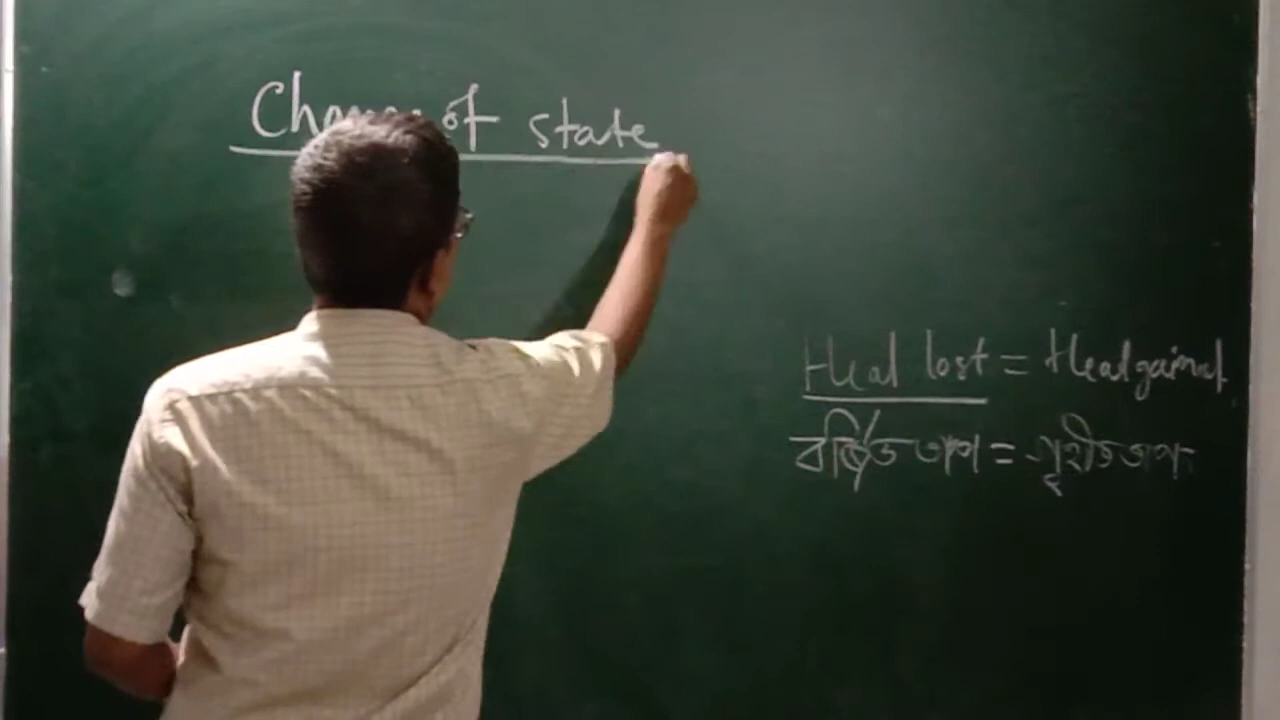 Change of state
Heat lost = Heat gained
বর্জিত তাপ = গৃহীত তাপ